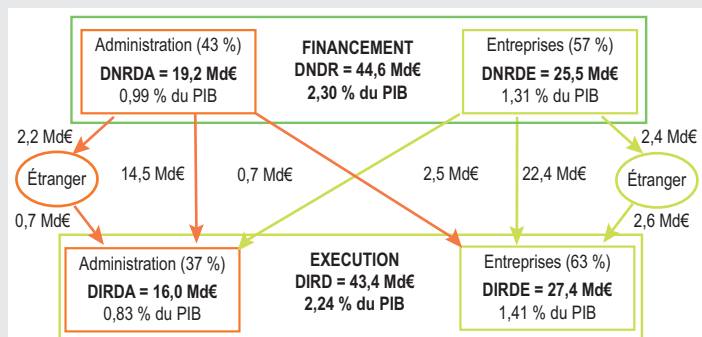 Administration (43 %)
DNRDA = 19,2 Md€
0,99 % du PIB
FINANCEMENT
DNDR = 44,6 Md€
2,30 % du PIB
Entreprises (57 %)
DNRDE = 25,5 Md€
1,31 % du PIB
2,2 Md€
2,4 Md€
Étranger
14,5 Md€
0,7 Md€
2,5 Md€
22,4 Md€
Étranger
0,7 Md€
2,6 Md€
Administration (37 %)
DIRDA = 16,0 Md€
0,83 % du PIB
EXECUTION
DIRD = 43,4 Md€
2,24 % du PIB
Entreprises (63 %)
DIRDE = 27,4 Md€
1,41 % du PIB